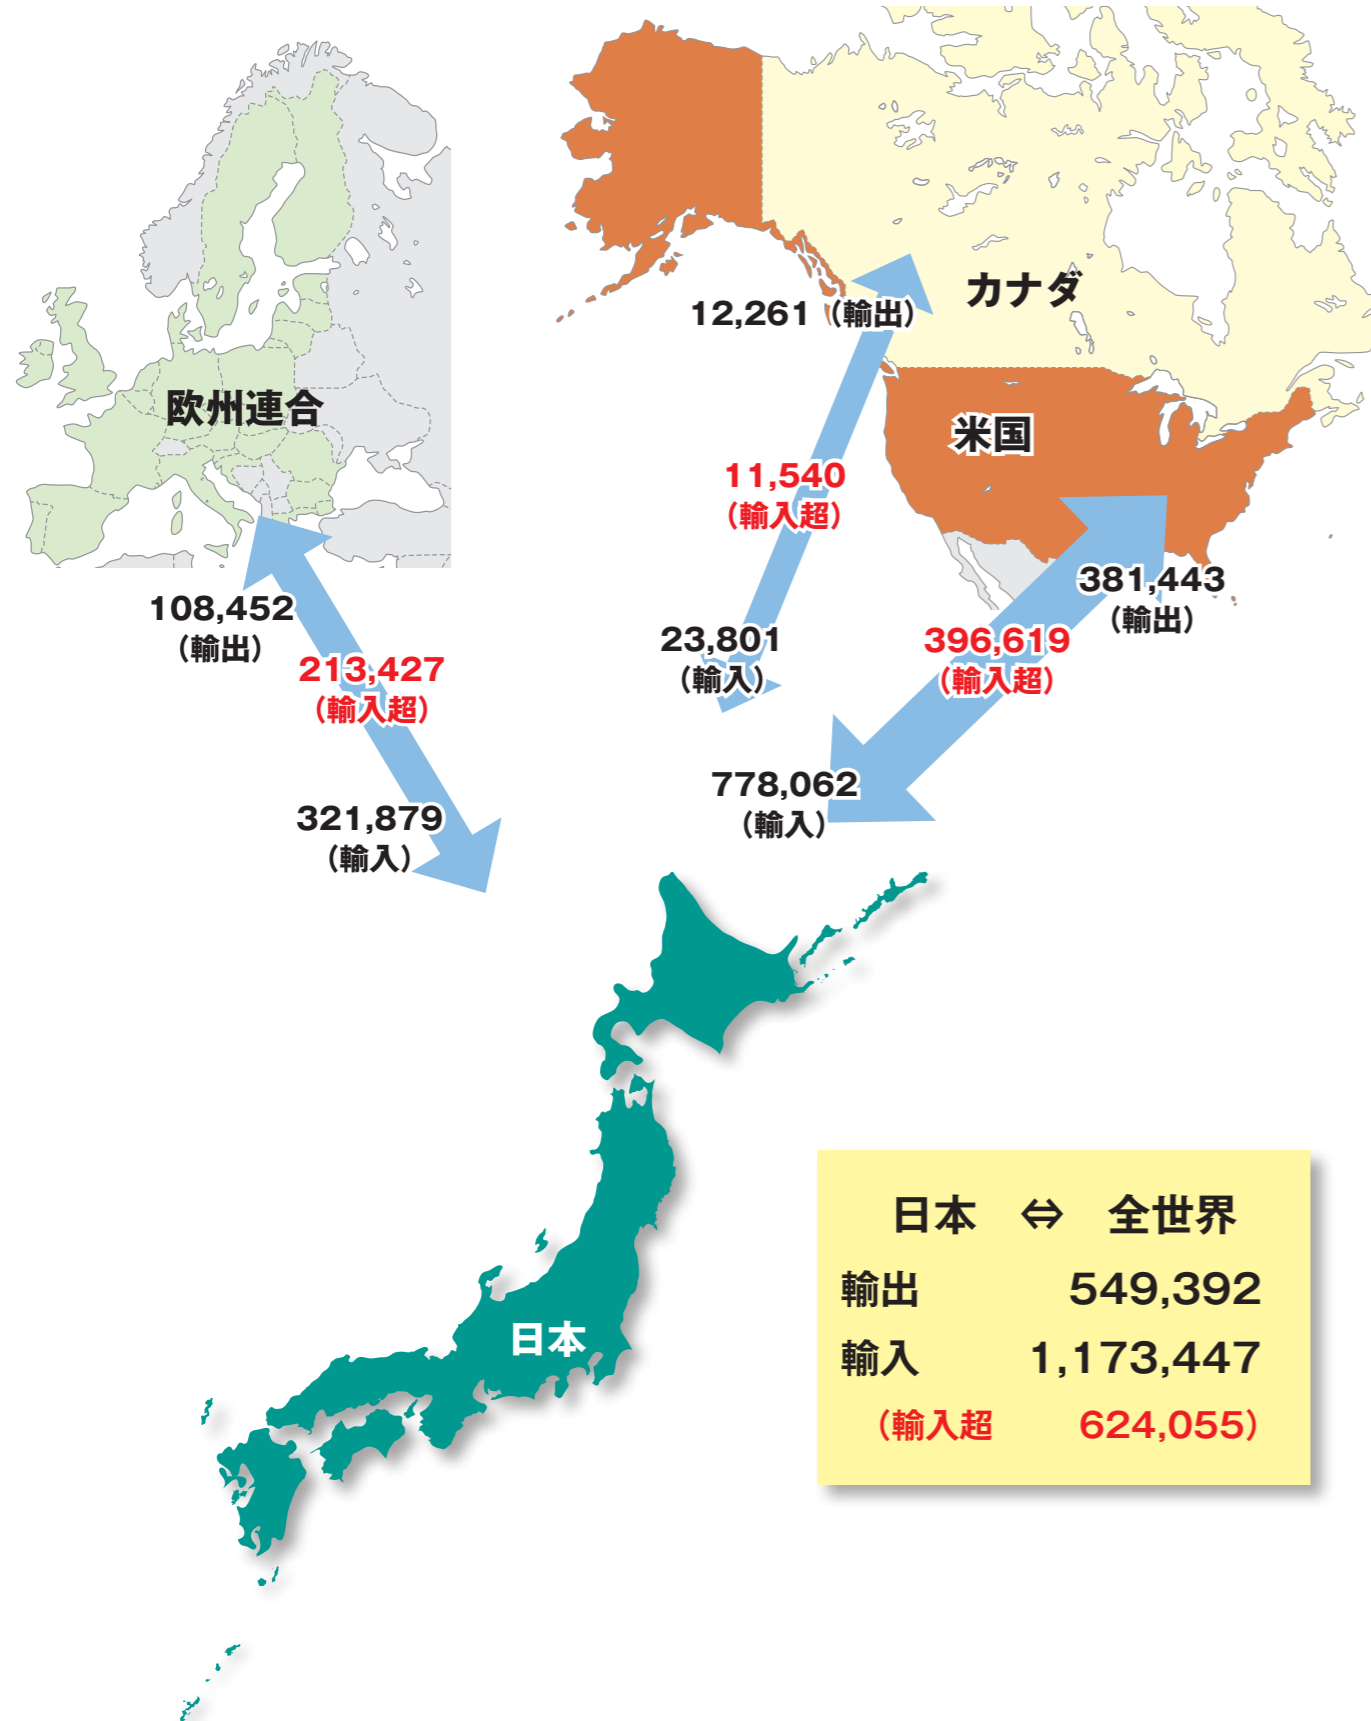 カナダ
12,261（輸出）
欧州連合
米国
11,540
（輸入超）
381,443
（輸出）
108,452
（輸出）
23,801
（輸入）
396,619
（輸入超）
213,427
（輸入超）
778,062
（輸入）
321,879
（輸入）
日本 ⇔ 全世界
輸出 549,392
日本
輸入 1,173,447
（輸入超 624,055）